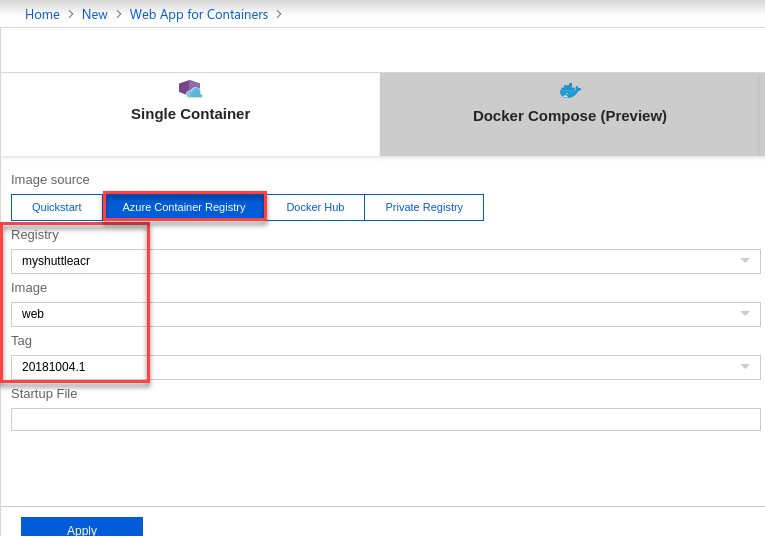 Home > New > Web App for Containers >
Single Container
Docker Compose (Preview)
Image source
Quickstart Azure Container Registry Docker Hub Private Registry
Registry
myshuttleacr
Image
web
Tag
20181004.1
Startup File
Apply